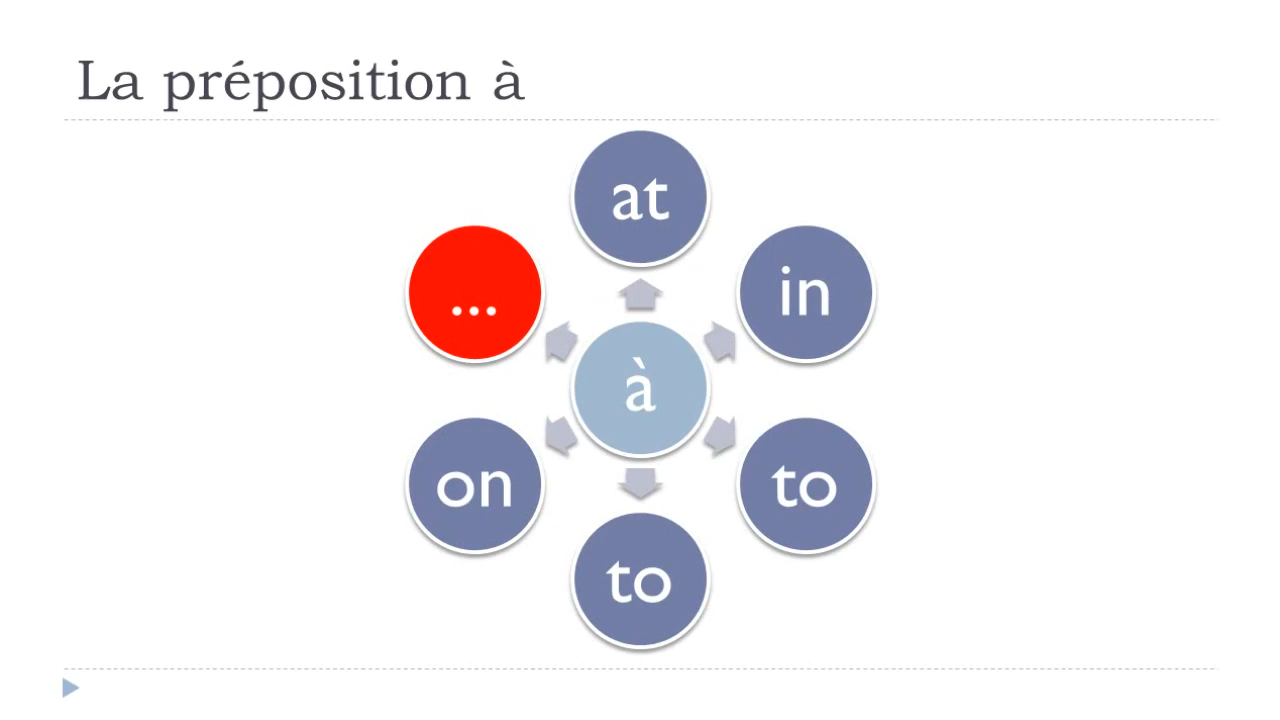 La préposition à
at
in
to
to
on
...
à